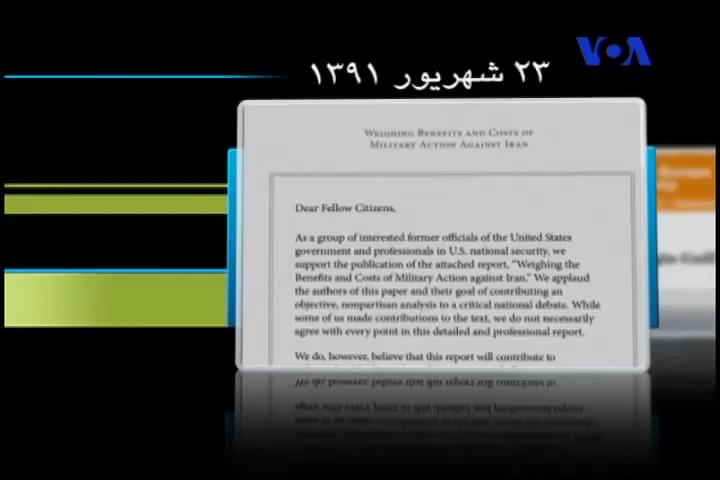 VOA
۲۳ شهریور ۱۳۹۱
WEIGHING BENEFITS AND COSTS OF
MILITARY ACTION AGAINST IRAN
Dear Fellow Citizens,
As a group of interested former officials of the United States
government and professionals in U.S. national security, we
support the publication of the attached report, “Weighing the
Benefits and Costs of Military Action against Iran.” We applaud
the authors of this paper and their goal of contributing an
objective, nonpartisan analysis to a critical national debate. While
some of us made contributions to the text, we do not necessarily
agree with every point in this detailed and professional report.
We do, however, believe that this report will contribute to